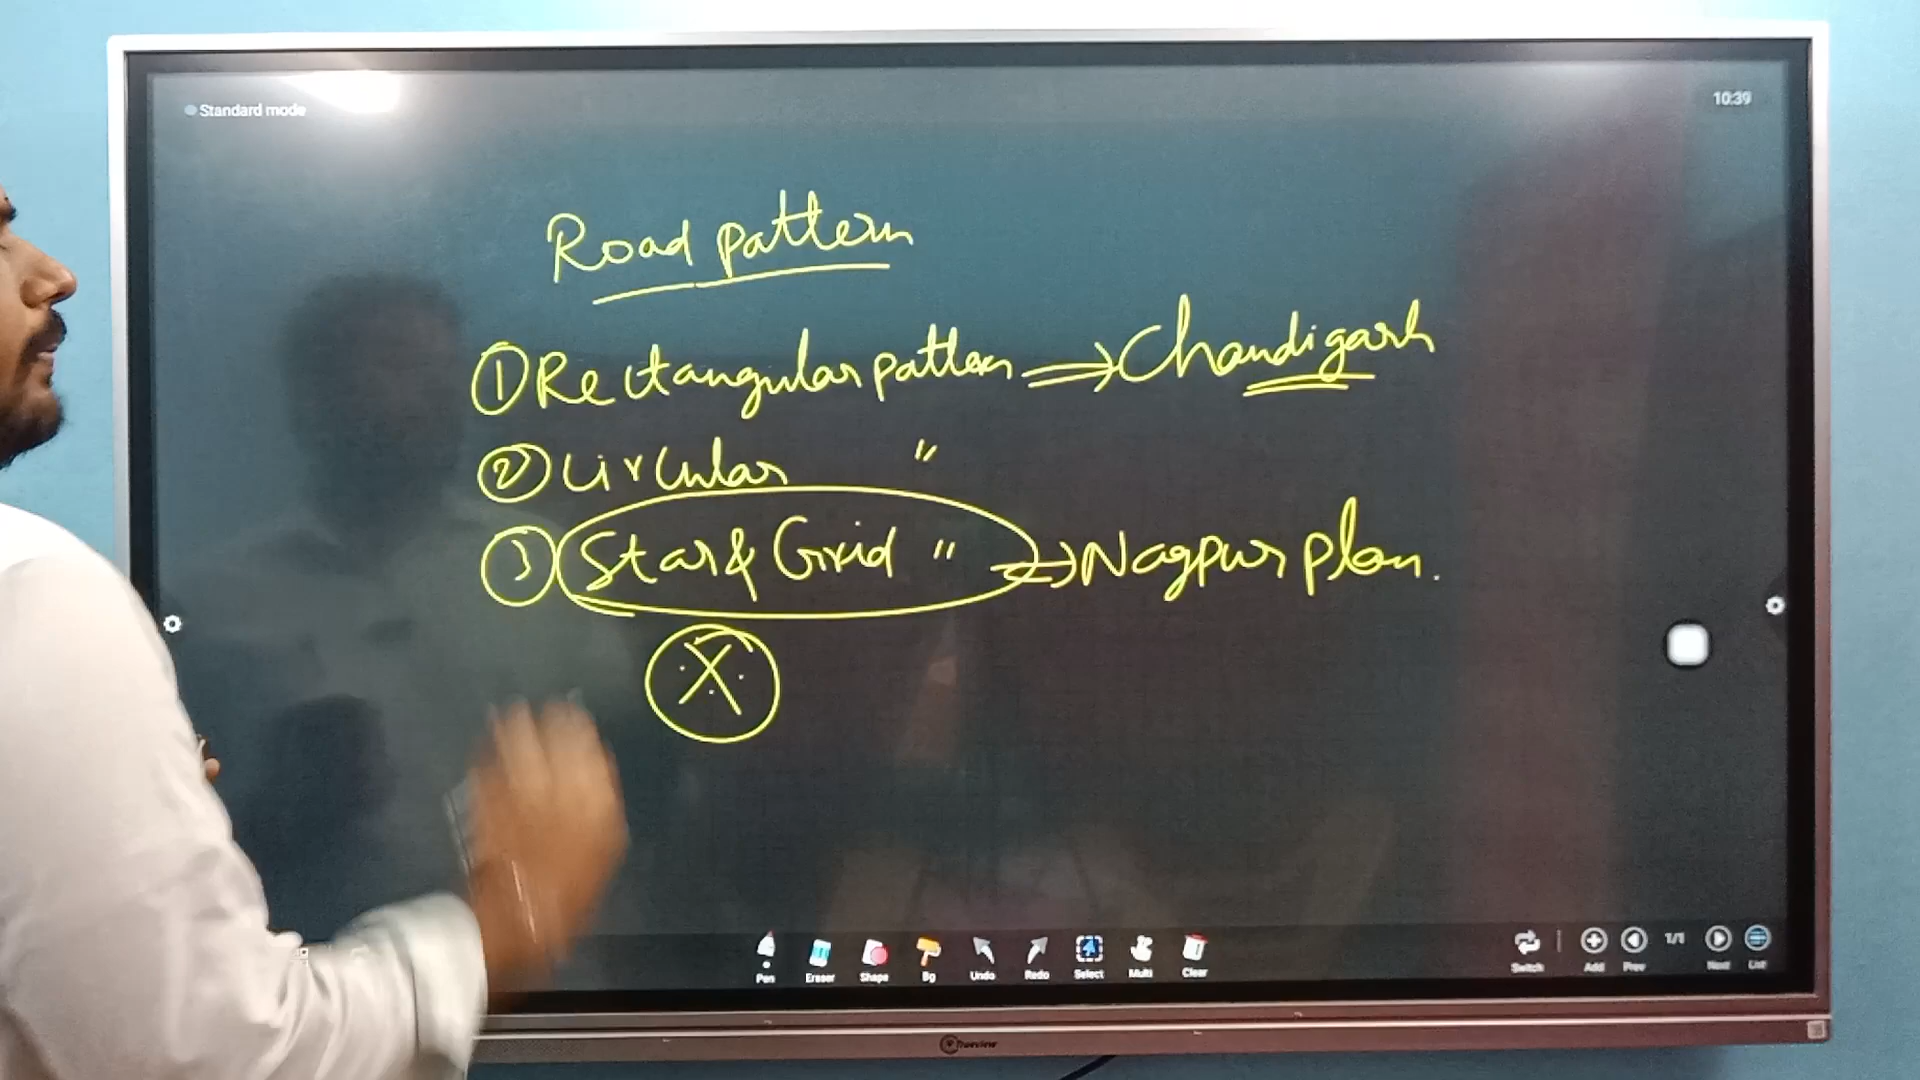 Standard mode
10:39
Road pattern
① Rectangular pattern ⇒ Chandigarh
② Circular "
③ Star & Grid " ⇒ Nagpur plan.
X
Pen Eraser Shape Bg Undo Redo Select Multi Clear
Switch Add Prev 1/1 Next List